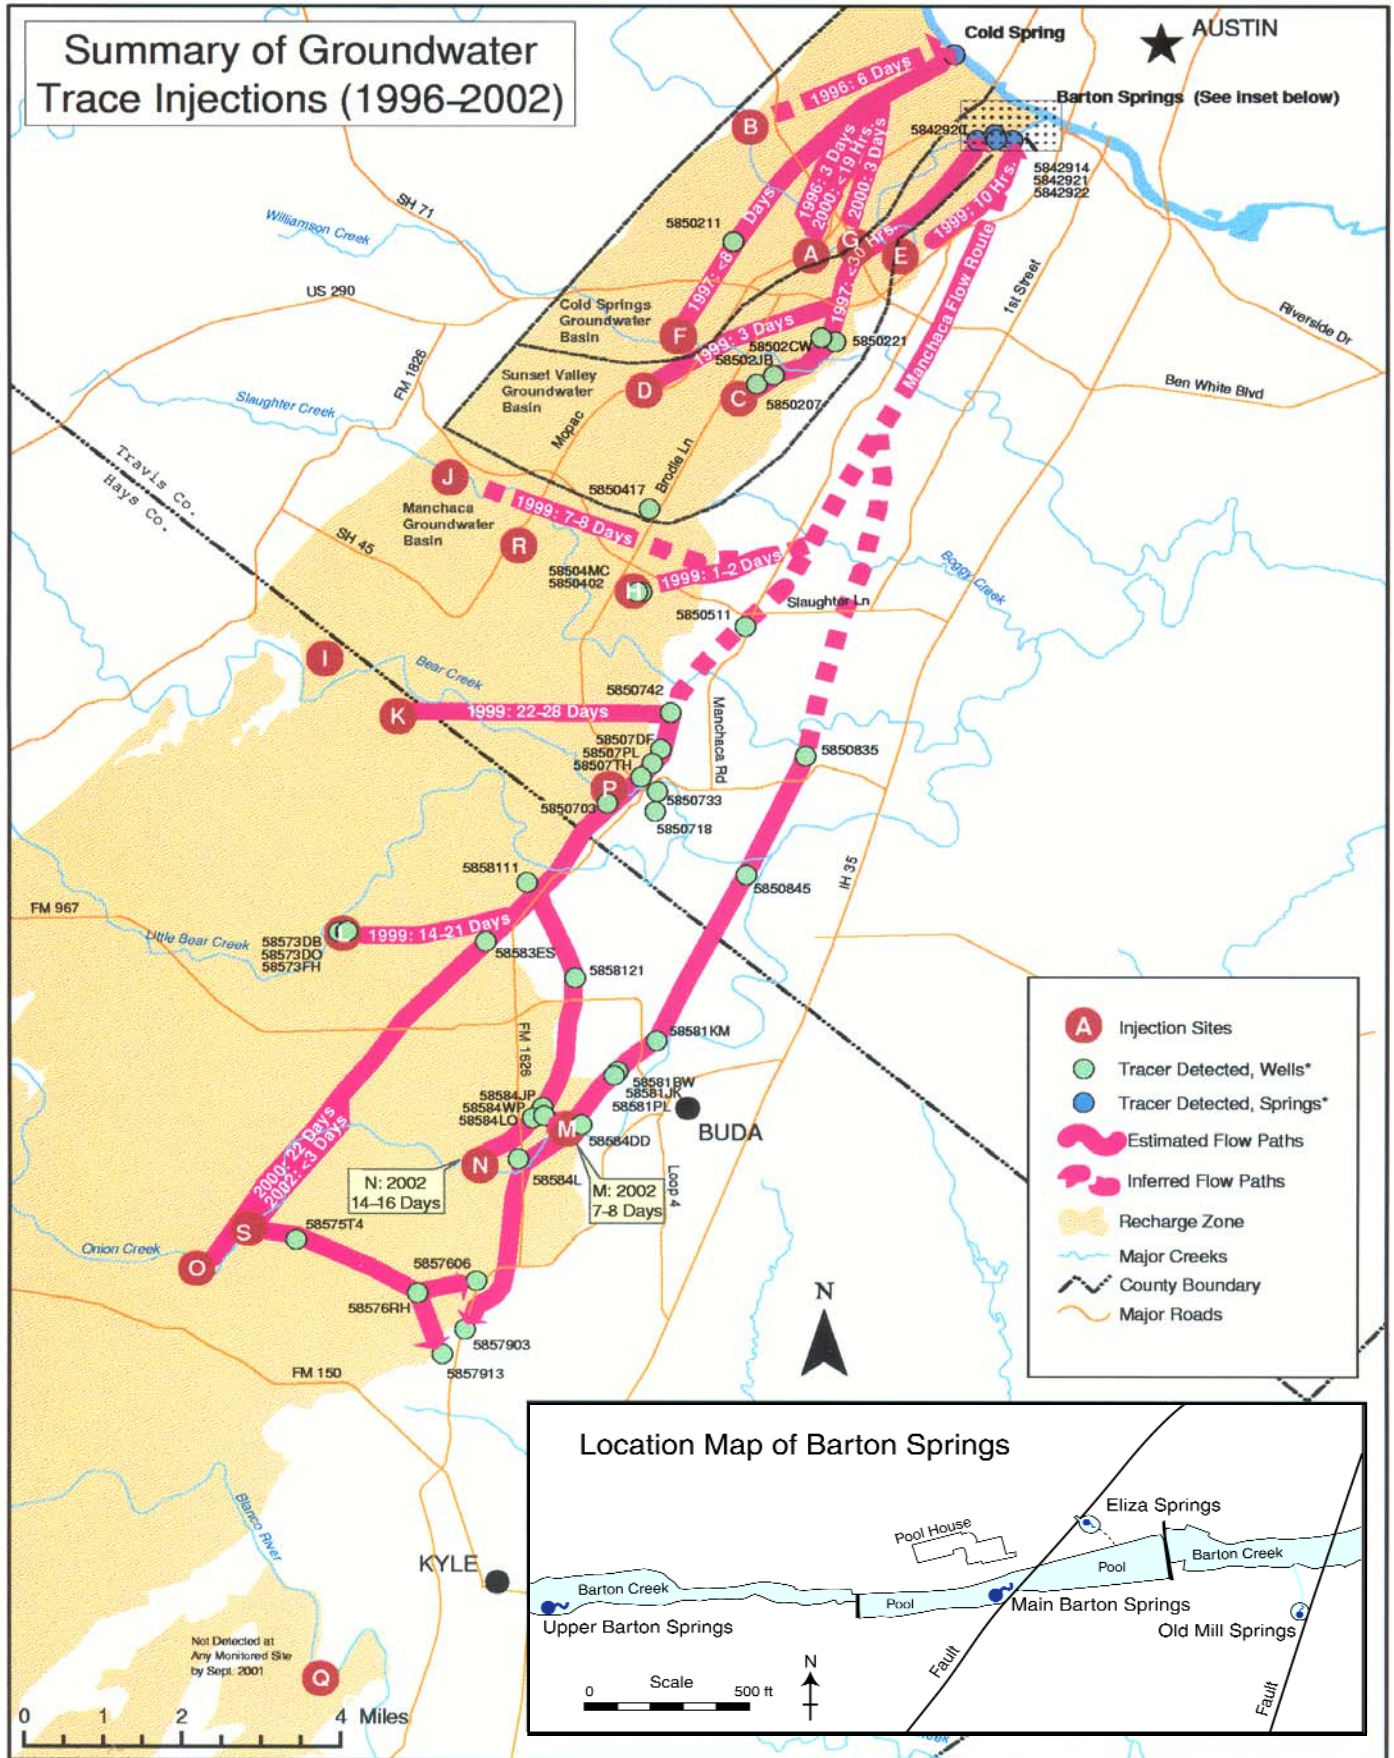 Summary of Groundwater
Trace Injections (1996–2002)
Cold Spring
AUSTIN
Barton Springs (See inset below)
1996: 6 Days
B
5842920
5842914
5842921
5842922
1996: 3 Days
2000: <19 Hrs.
2000: 3 Days
1999: 10 Hrs.
SH 71
Williamson Creek
5850211
1997: <8 Days
A
G
E
1997: <30 Hrs.
Manchaca Flow Route
1st Street
US 290
Riverside Dr
Cold Springs
Groundwater
Basin
F
1999: 3 Days
58502CW
5850221
58502JB
FM 1826
Sunset Valley
Groundwater
Basin
D
C
5850207
Ben White Blvd
Slaughter Creek
Mopac
Brodie Ln
Travis Co.
Hays Co.
J
5850417
1999: 7-8 Days
Manchaca
Groundwater
Basin
R
SH 45
58504MC
5850402
H
1999: 1–2 Days
Boggy Creek
Slaughter Ln
5850511
I
Bear Creek
5850742
K
1999: 22–28 Days
Manchaca Rd
58507DF
58507PL
58507TH
5850835
P
5850703
5850733
5850718
5858111
5850845
IH 35
FM 967
Little Bear Creek
L
1999: 14–21 Days
58573DB
58573DO
58573FH
58583ES
5858121
FM 1626
58581KM
58581BW
58581JK
58581PL
58584JP
58584WP
58584LO
M
58584DD
BUDA
N
58584L
Loop 4
N: 2002
14–16 Days
M: 2002
7-8 Days
2000: 22 Days
2002: <3 Days
S
58575T4
Onion Creek
O
5857606
58576RH
5857903
5857913
FM 150
N
A
Injection Sites
Tracer Detected, Wells*
Tracer Detected, Springs*
Estimated Flow Paths
Inferred Flow Paths
Recharge Zone
Major Creeks
County Boundary
Major Roads
Blanco River
KYLE
Not Detected at
Any Monitored Site
by Sept. 2001
Q
0 1 2 4 Miles
Location Map of Barton Springs
Eliza Springs
Pool House
Barton Creek
Pool
Barton Creek
Pool
Main Barton Springs
Upper Barton Springs
Old Mill Springs
Fault
Fault
N
Scale
0 500 ft